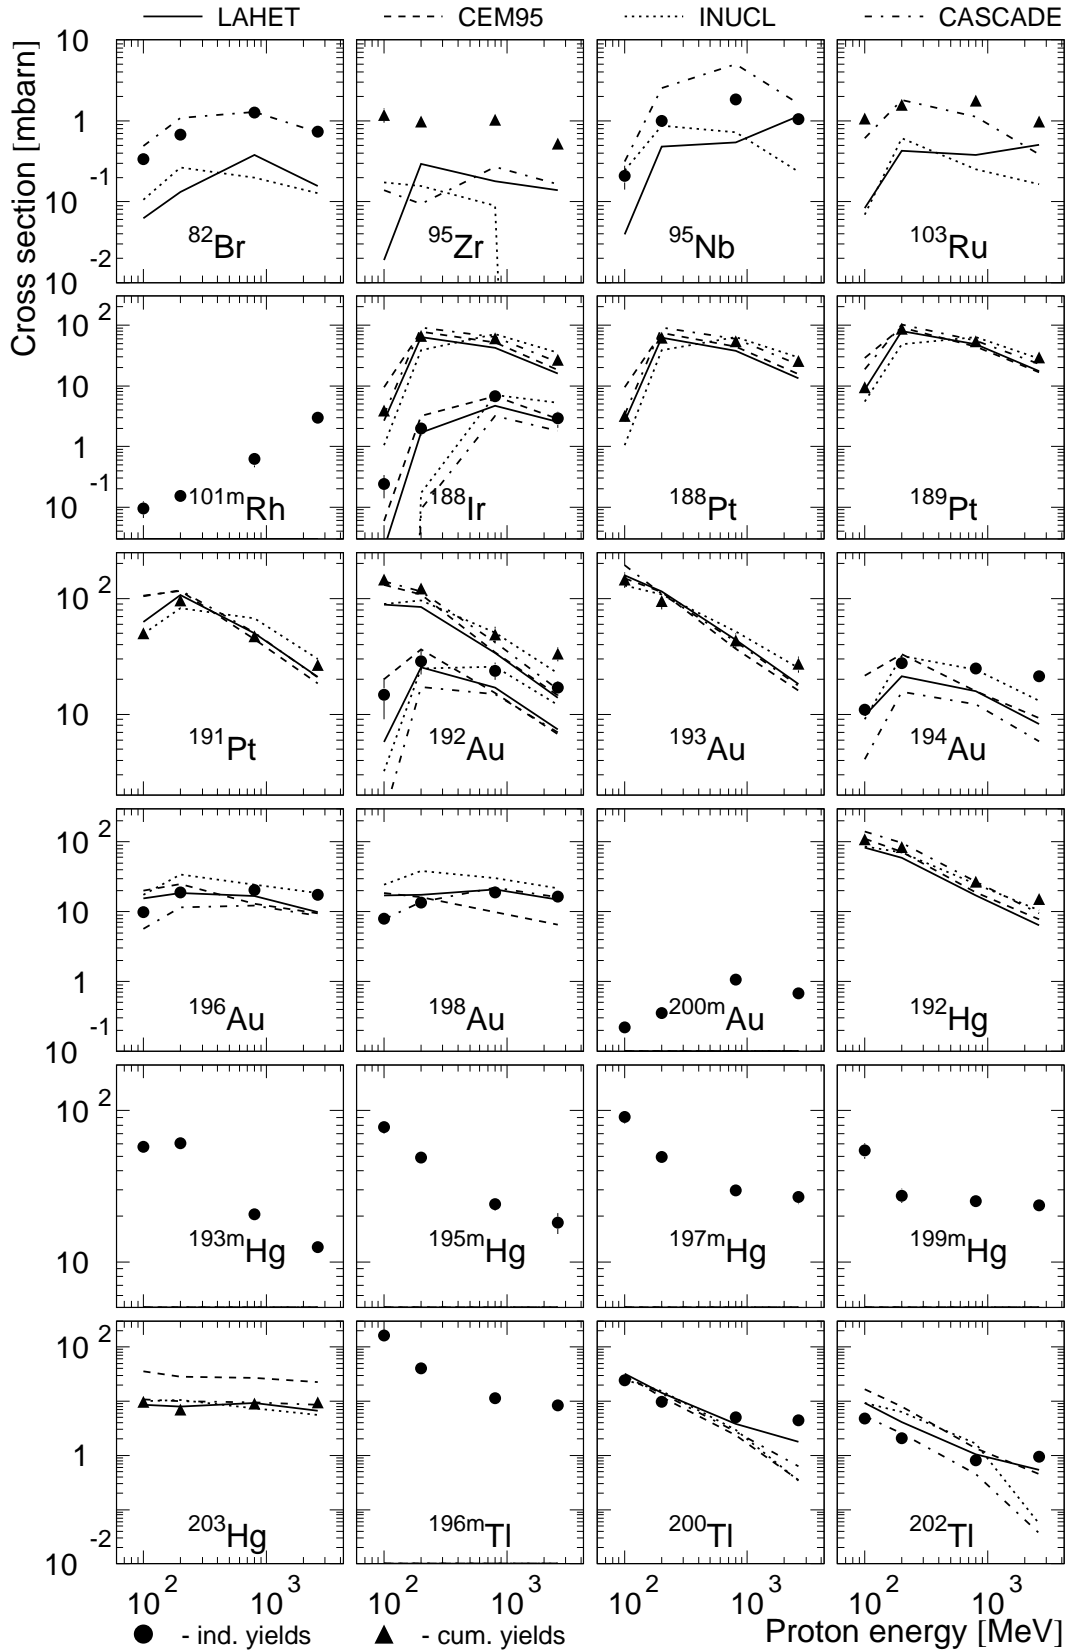 LAHET CEM95 INUCL CASCADE
Cross section [mbarn]
10
1
10 -1
10 -2
82Br 95Zr 95Nb 103Ru
10 2
10
1
10 -1
101mRh 188Ir 188Pt 189Pt
10 2
10
191Pt 192Au 193Au 194Au
10 2
10
1
10 -1
196Au 198Au 200mAu 192Hg
10 2
10
193mHg 195mHg 197mHg 199mHg
10 2
1
10 -2
203Hg 196mTl 200Tl 202Tl
10 2 10 3 10 2 10 3 10 2 10 3 10 2 10 3
Proton energy [MeV]
- ind. yields - cum. yields